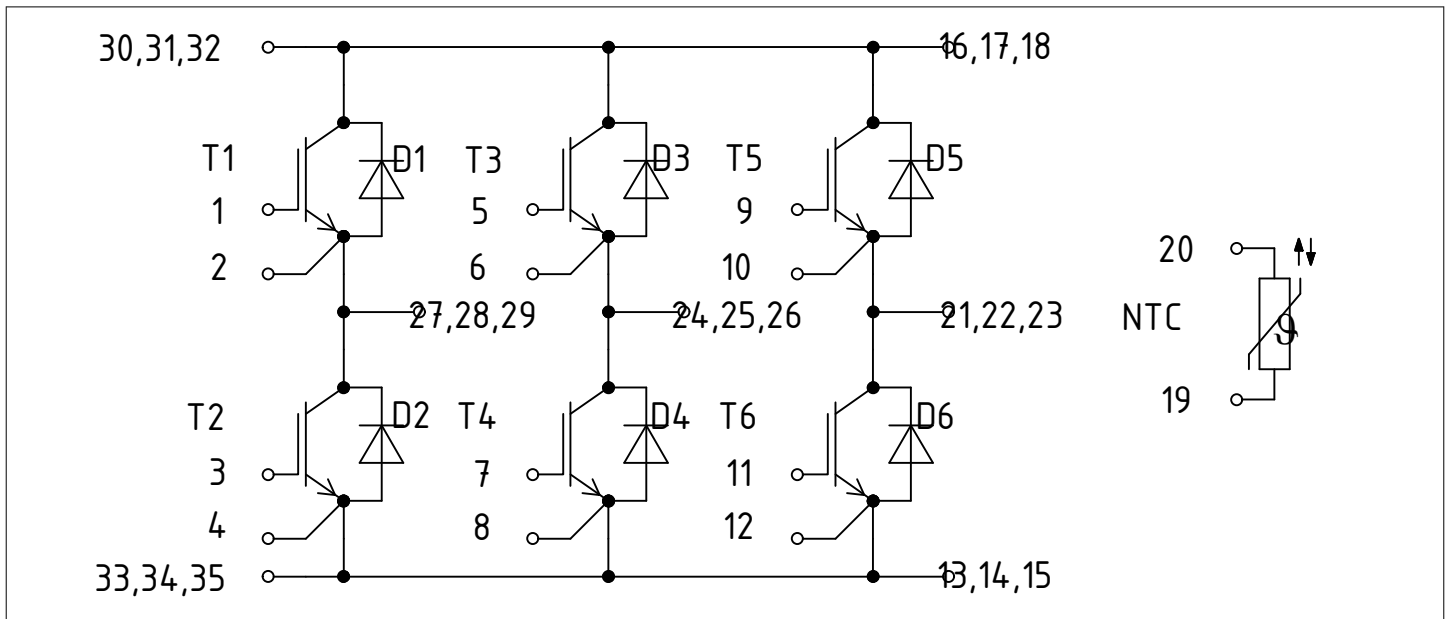 30,31,32
16,17,18
T1
D1
T3
D3
T5
D5
1
5
9
2
6
10
20
27,28,29
24,25,26
21,22,23
NTC
ϑ
19
T2
D2
T4
D4
T6
D6
3
7
11
4
8
12
33,34,35
13,14,15